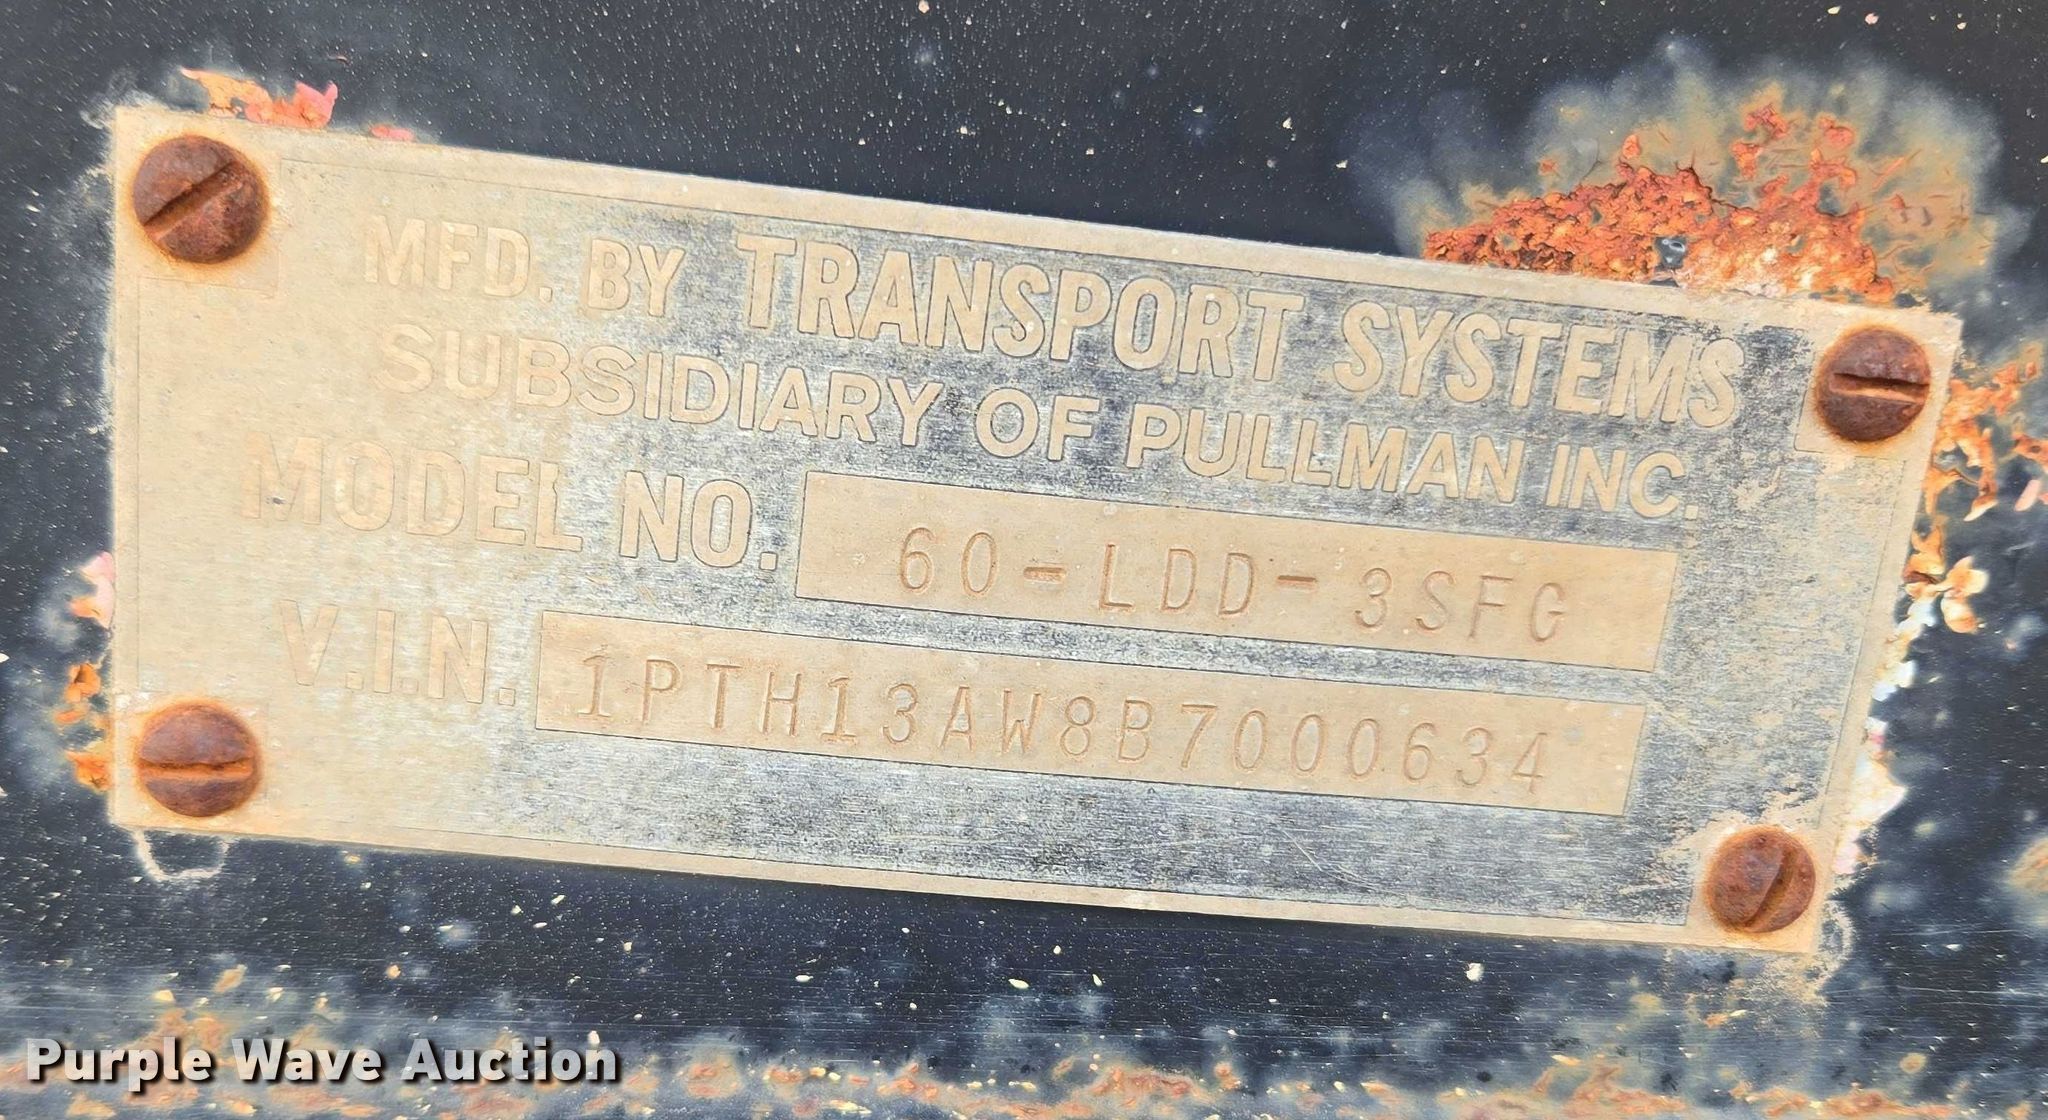 MFD. BY TRANSPORT SYSTEMS
SUBSIDIARY OF PULLMAN INC.
MODEL NO. 60-LDD-3SFG
V.I.N. 1PTH13AW8B7000634
Purple Wave Auction